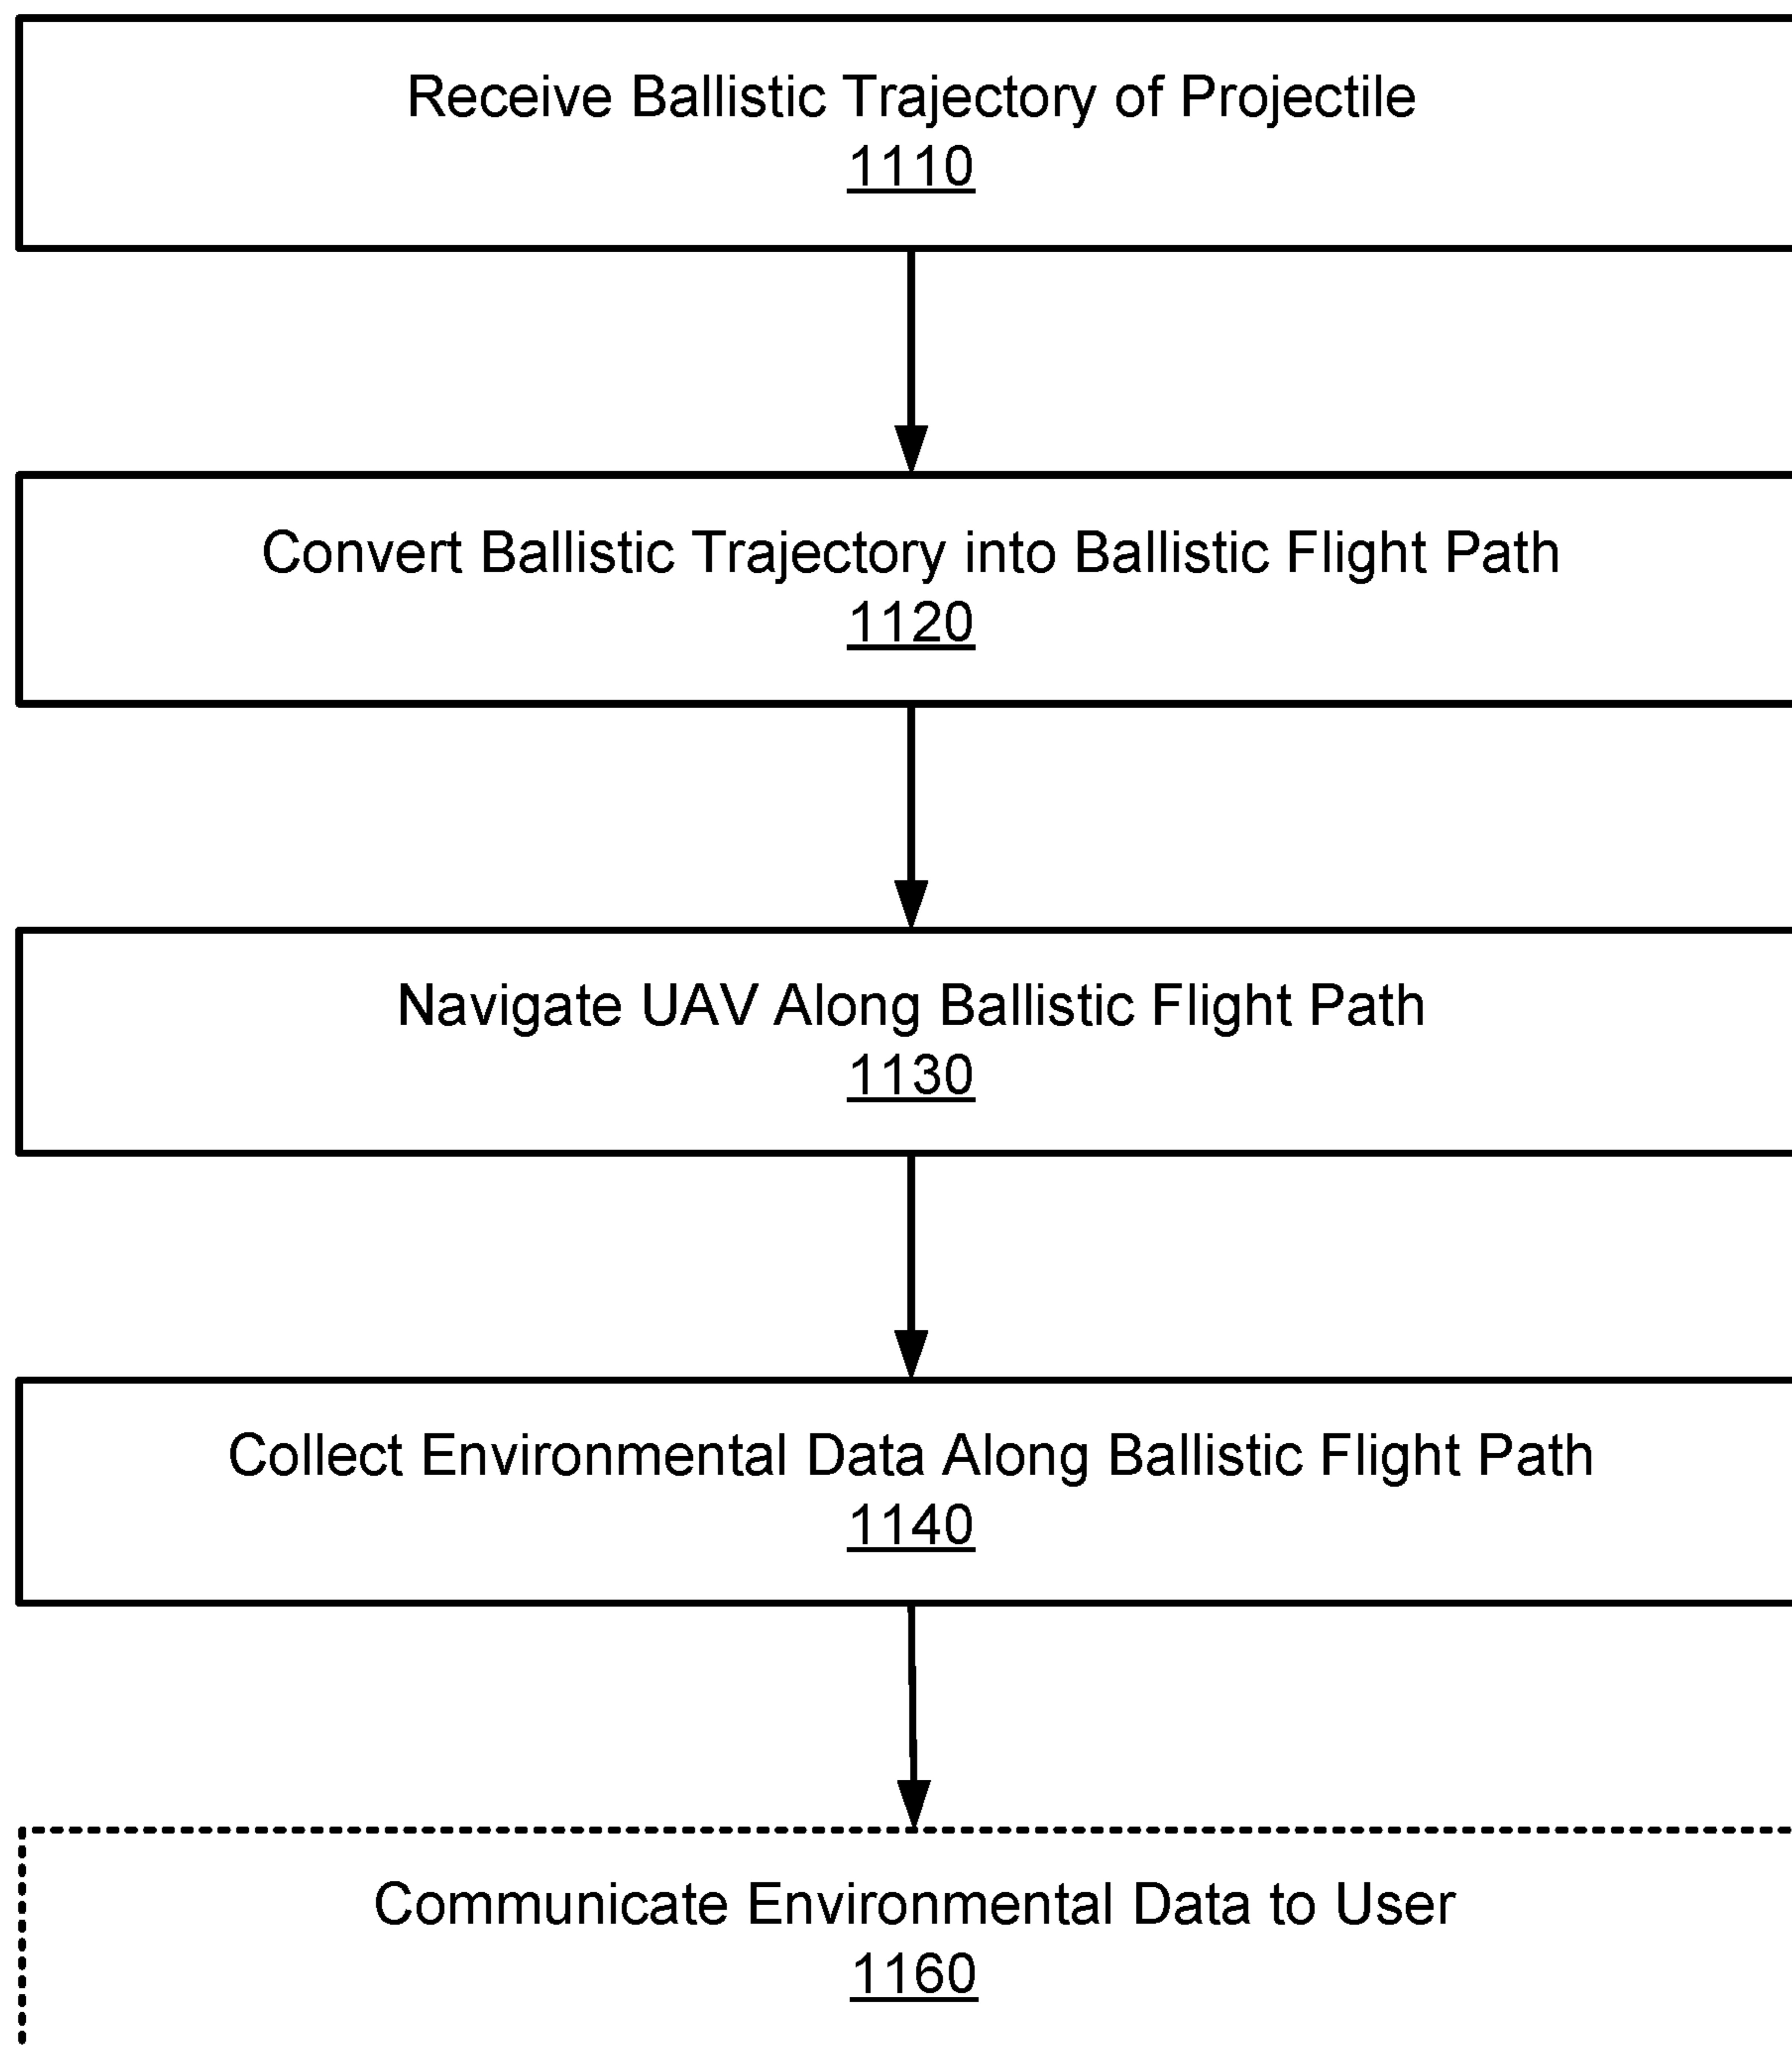 Receive Ballistic Trajectory of Projectile
1110
Convert Ballistic Trajectory into Ballistic Flight Path
1120
Navigate UAV Along Ballistic Flight Path
1130
Collect Environmental Data Along Ballistic Flight Path
1140
Communicate Environmental Data to User
1160